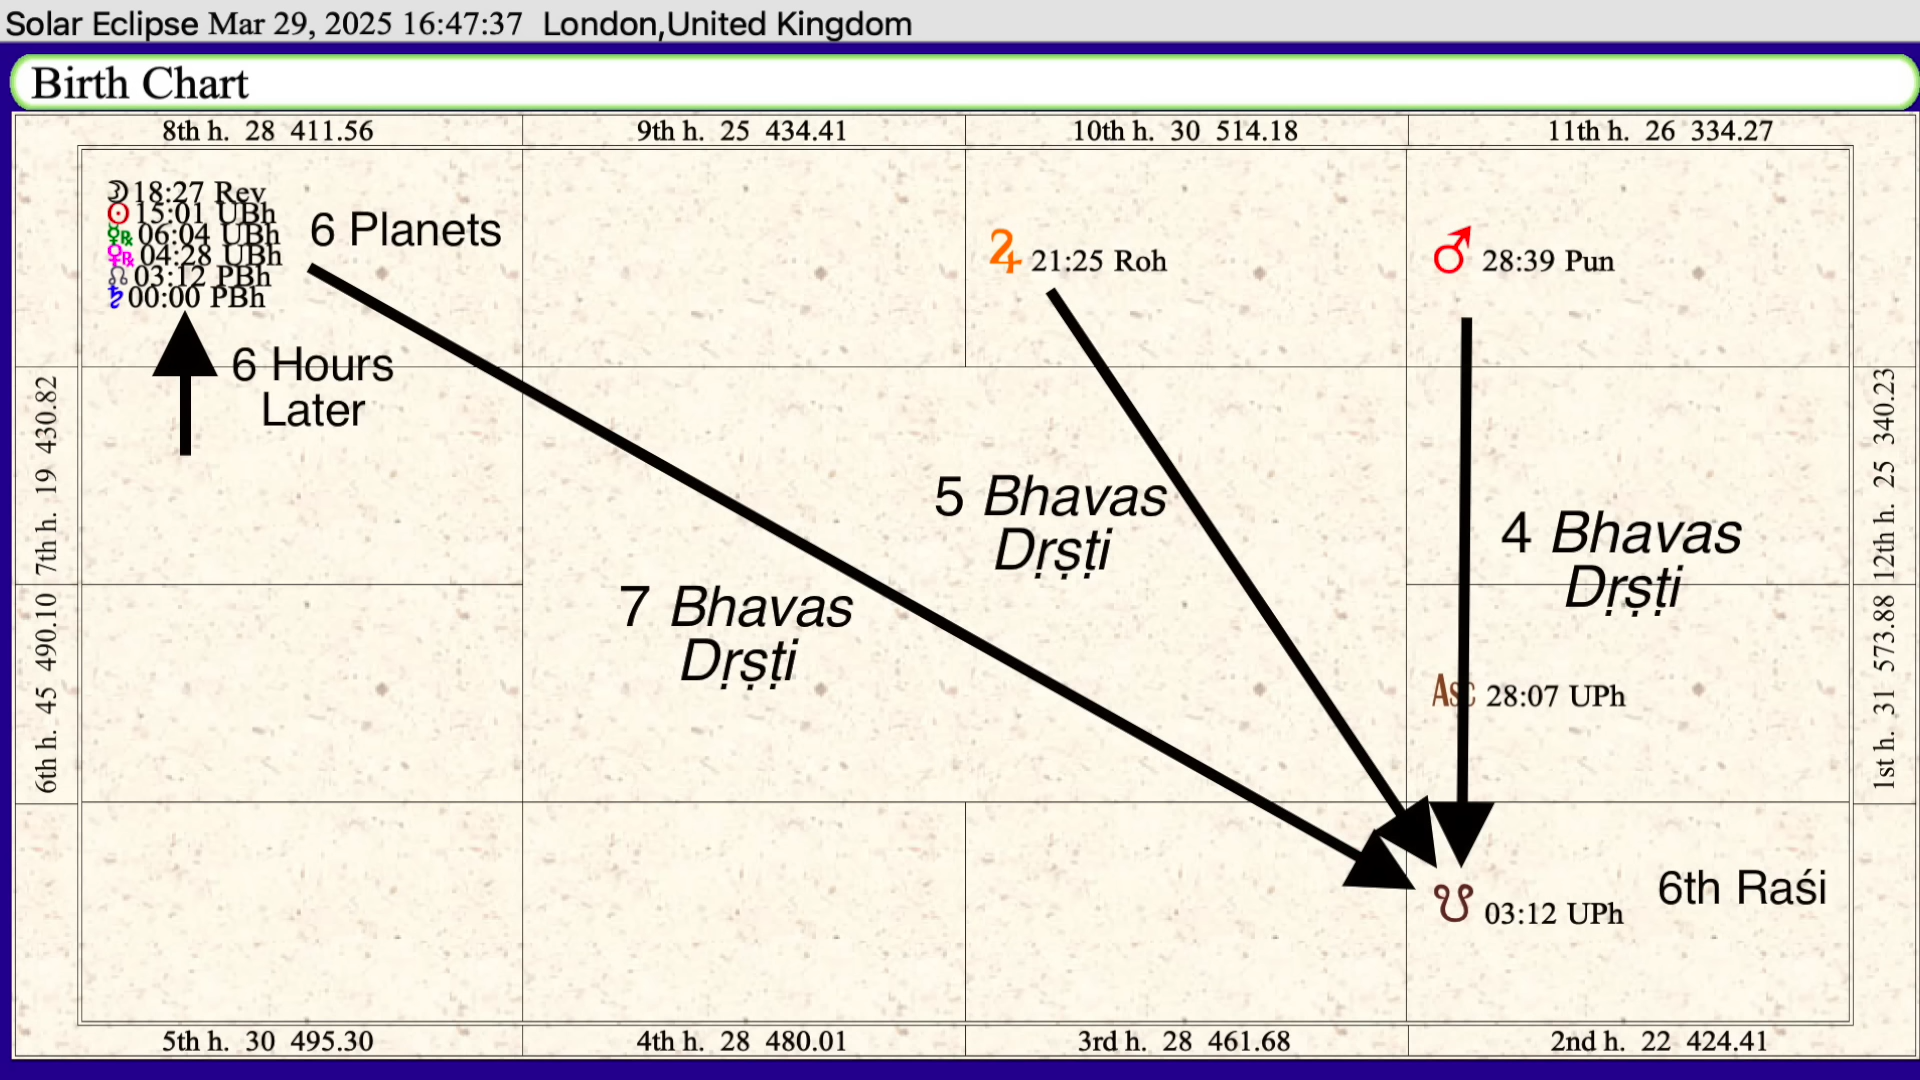 Solar Eclipse Mar 29, 2025 16:47:37 London,United Kingdom
Birth Chart
8th h. 28 411.56
9th h. 25 434.41
10th h. 30 514.18
11th h. 26 334.27
☽18:27 Rev
☉15:01 UBh
☿℞ 06:04 UBh
♀℞ 04:28 UBh
☊03:12 PBh
♄00:00 PBh
6 Planets
♃ 21:25 Roh
♂ 28:39 Pun
6 Hours
Later
7th h. 19 430.82
12th h. 25 340.23
5 Bhavas
Dṛṣṭi
4 Bhavas
Dṛṣṭi
7 Bhavas
Dṛṣṭi
6th h. 45 490.10
1st h. 31 573.88
Asc 28:07 UPh
☋ 03:12 UPh
6th Raśi
5th h. 30 495.30
4th h. 28 480.01
3rd h. 28 461.68
2nd h. 22 424.41